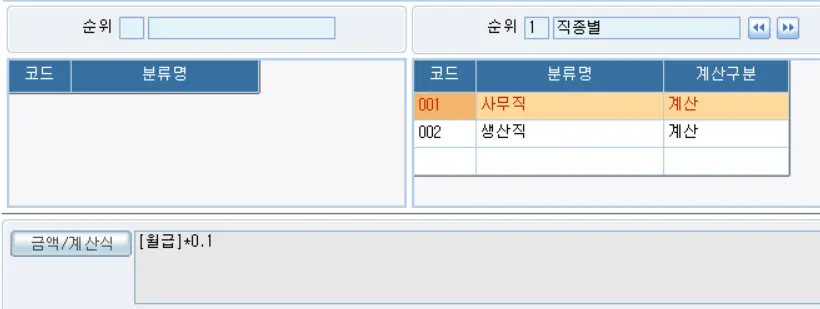 순위
순위 1 직종별
코드 분류명
코드 분류명 계산구분
001 사무직 계산
002 생산직 계산
금액/계산식 [월급]*0.1